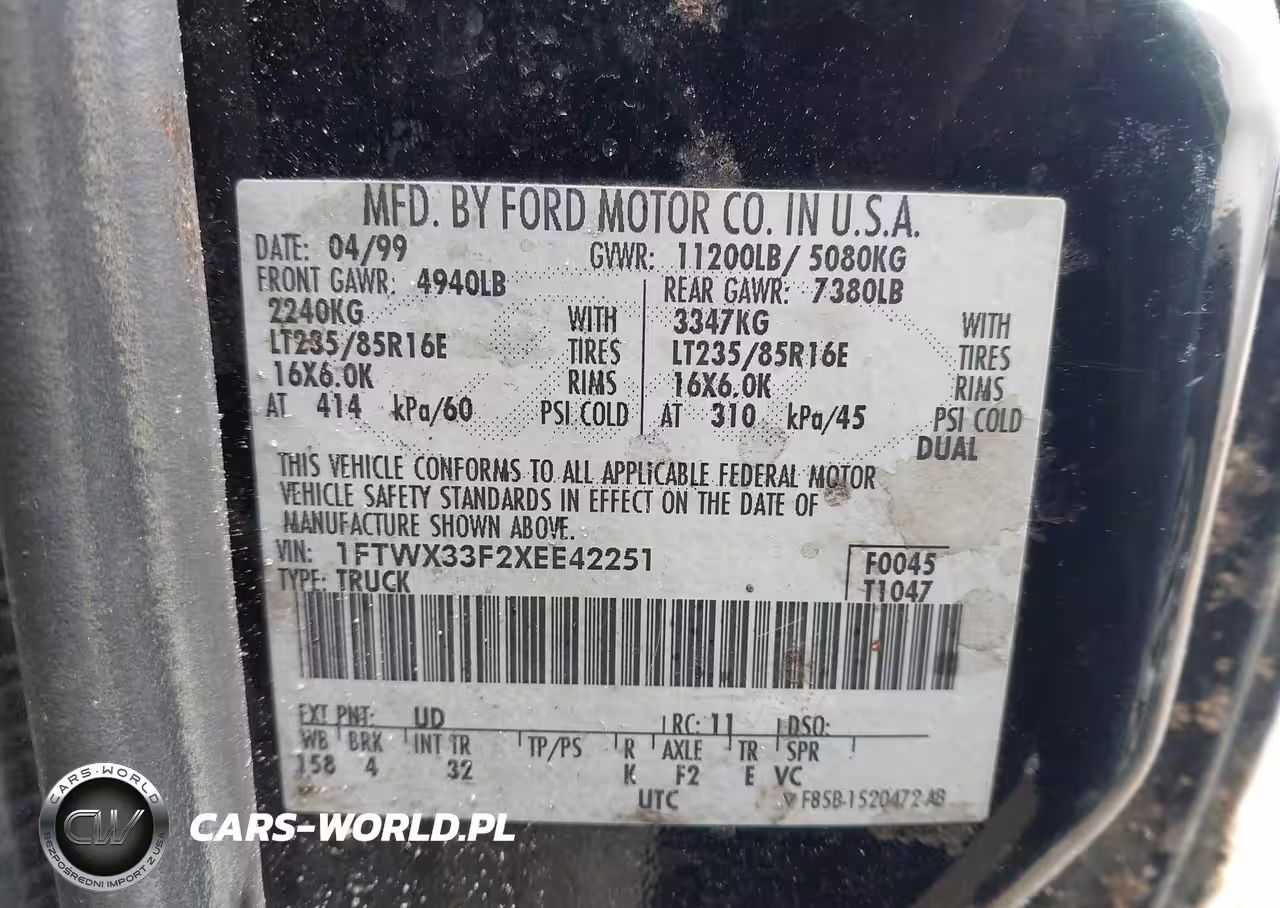 MFD. BY FORD MOTOR CO. IN U.S.A.
DATE: 04/99 GVWR: 11200LB/ 5080KG
FRONT GAWR: 4940LB REAR GAWR: 7380LB
2240KG WITH 3347KG WITH
LT235/85R16E TIRES LT235/85R16E TIRES
16X6.0K RIMS 16X6.0K RIMS
AT 414 kPa/60 PSI COLD AT 310 kPa/45 PSI COLD
DUAL
THIS VEHICLE CONFORMS TO ALL APPLICABLE FEDERAL MOTOR
VEHICLE SAFETY STANDARDS IN EFFECT ON THE DATE OF
MANUFACTURE SHOWN ABOVE.
VIN: 1FTWX33F2XEE42251 F0045
TYPE: TRUCK T1047
EXT PNT: UD RC: 11 DSO:
WB BRK INT TR TP/PS R AXLE TR SPR
158 4 32 K F2 E VC
UTC F85B-1520472-AB
CARS-WORLD
CW
BEZPOŚREDNI IMPORT Z USA
CARS-WORLD.PL